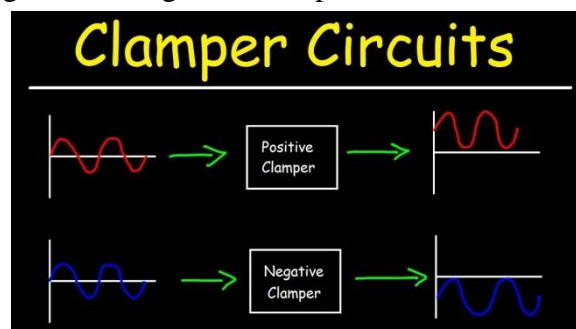 Clamper Circuits
Positive
Clamper
Negative
Clamper